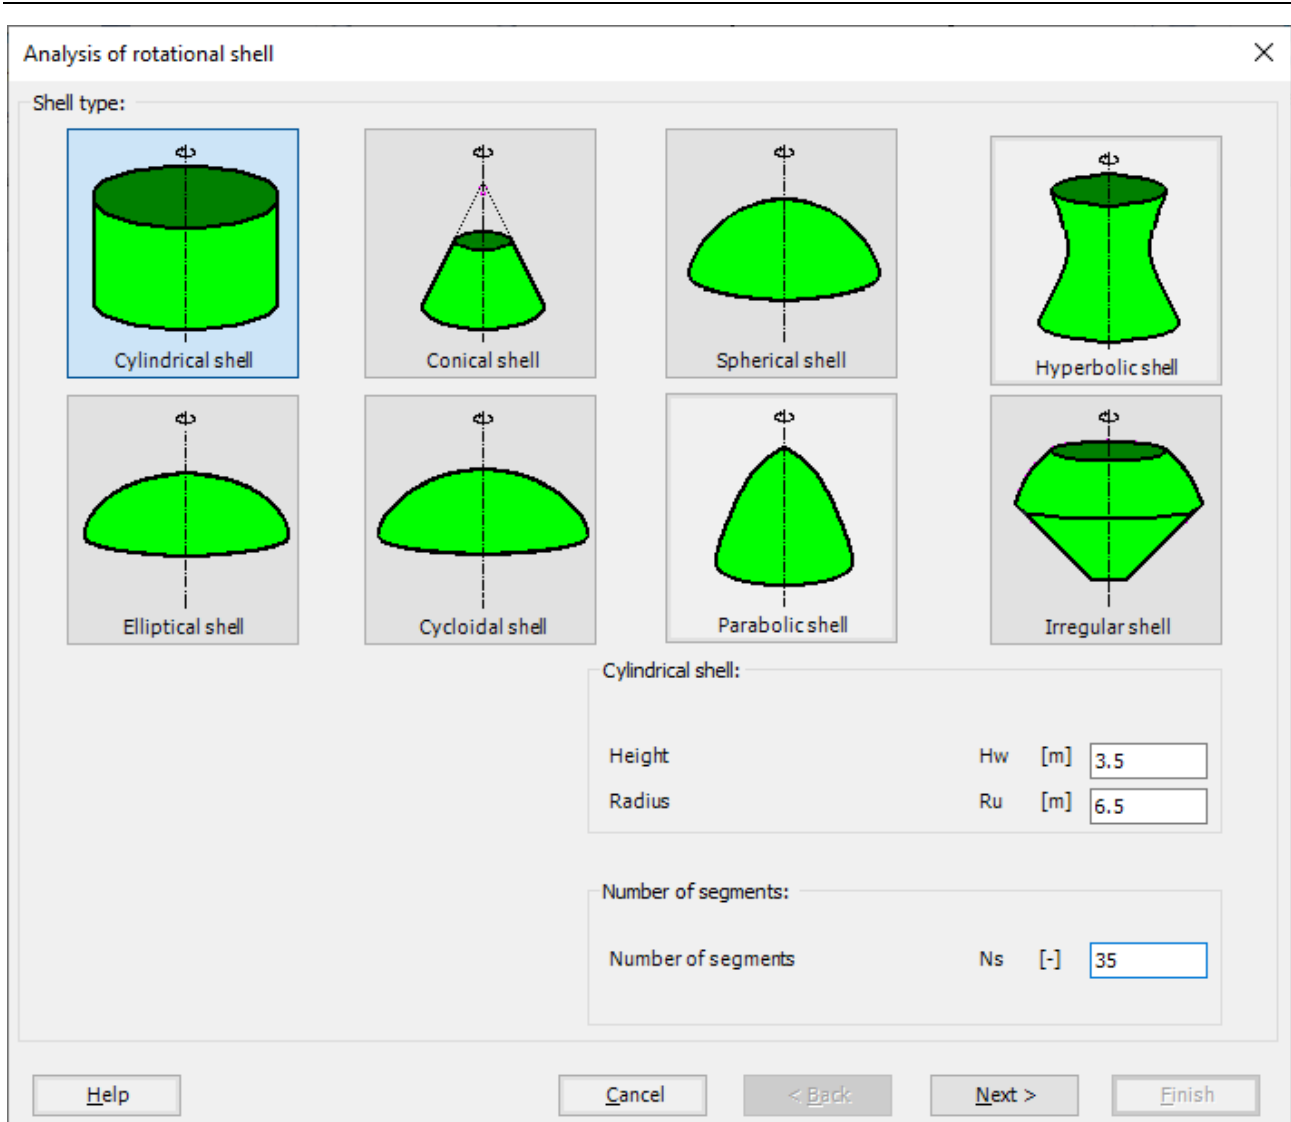 Analysis of rotational shell
Shell type:
Cylindrical shell
Conical shell
Spherical shell
Hyperbolic shell
Elliptical shell
Cycloidal shell
Parabolic shell
Irregular shell
Cylindrical shell:
Height Hw [m] 3.5
Radius Ru [m] 6.5
Number of segments:
Number of segments Ns [-] 35
Help Cancel < Back Next > Finish